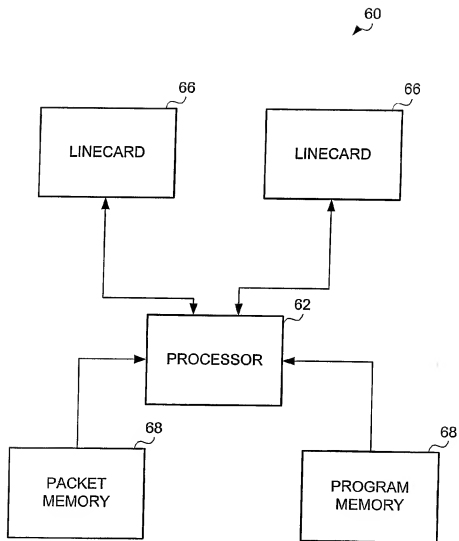 60
66
66
LINECARD
LINECARD
62
PROCESSOR
68
68
PACKET
MEMORY
PROGRAM
MEMORY